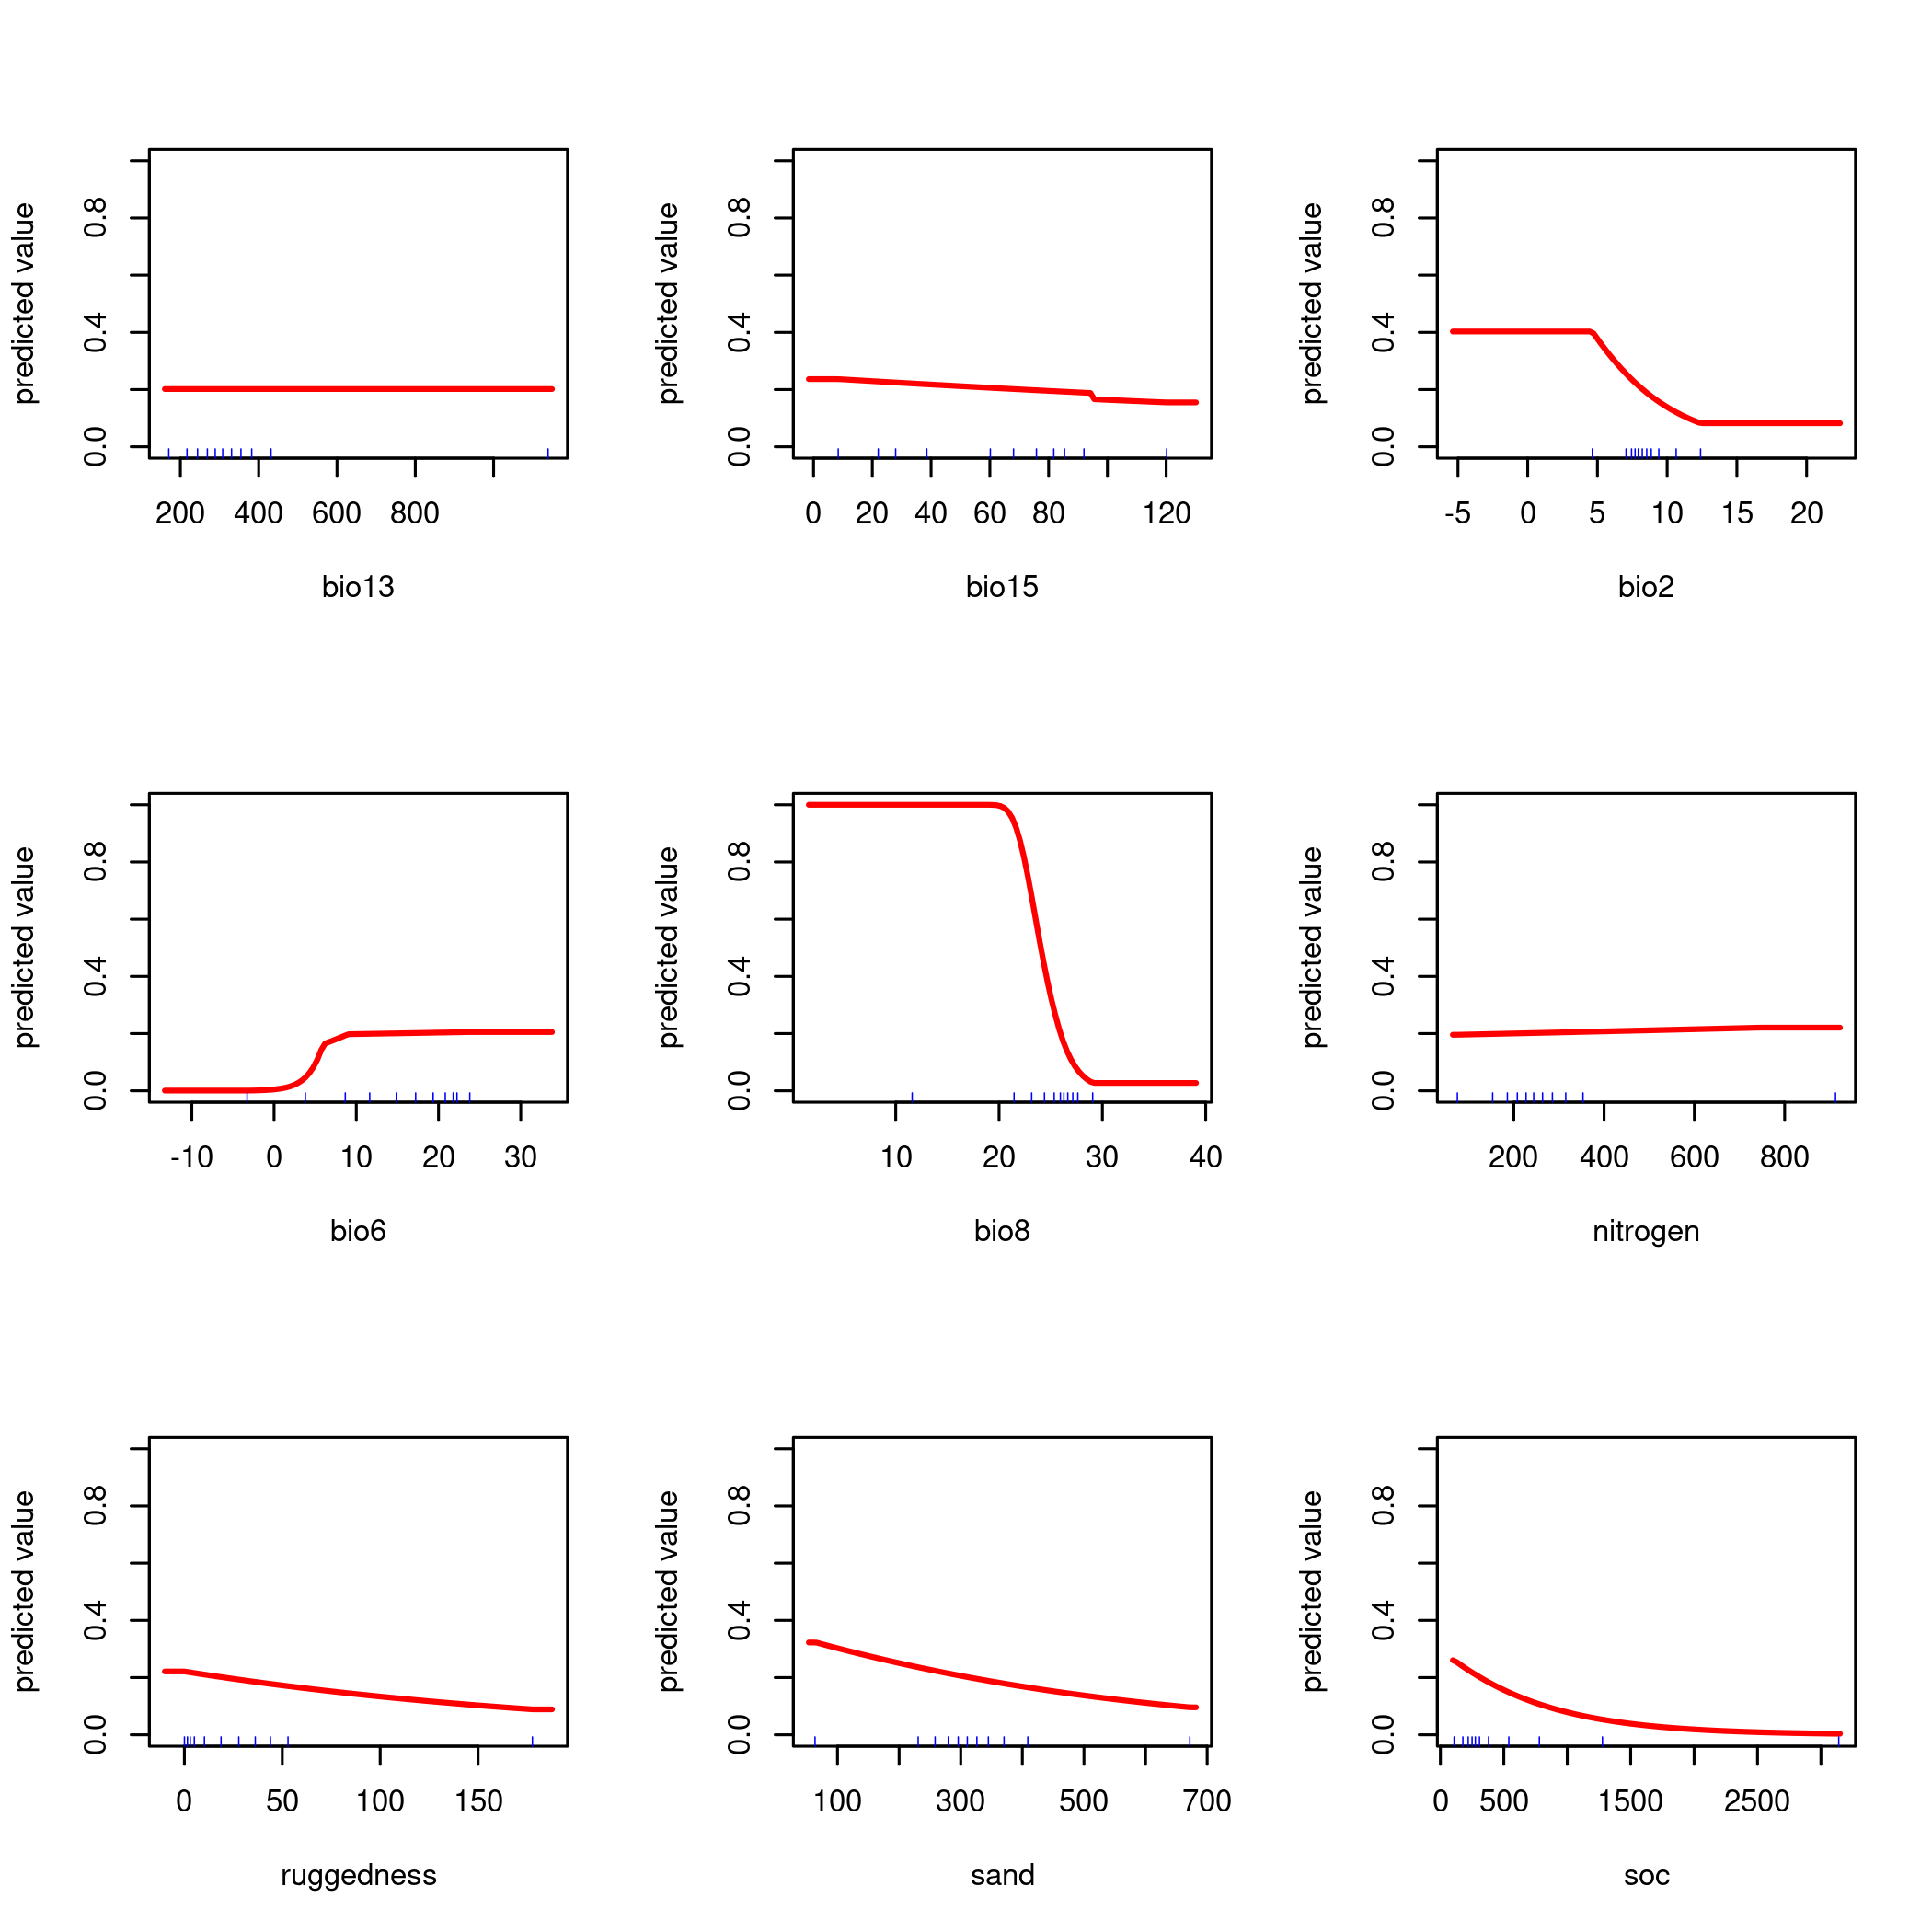 predicted value
0.0 0.4 0.8
200 400 600 800
bio13
predicted value
0.0 0.4 0.8
0 20 40 60 80 120
bio15
predicted value
0.0 0.4 0.8
-5 0 5 10 15 20
bio2
predicted value
0.0 0.4 0.8
-10 0 10 20 30
bio6
predicted value
0.0 0.4 0.8
10 20 30 40
bio8
predicted value
0.0 0.4 0.8
200 400 600 800
nitrogen
predicted value
0.0 0.4 0.8
0 50 100 150
ruggedness
predicted value
0.0 0.4 0.8
100 300 500 700
sand
predicted value
0.0 0.4 0.8
0 500 1500 2500
soc